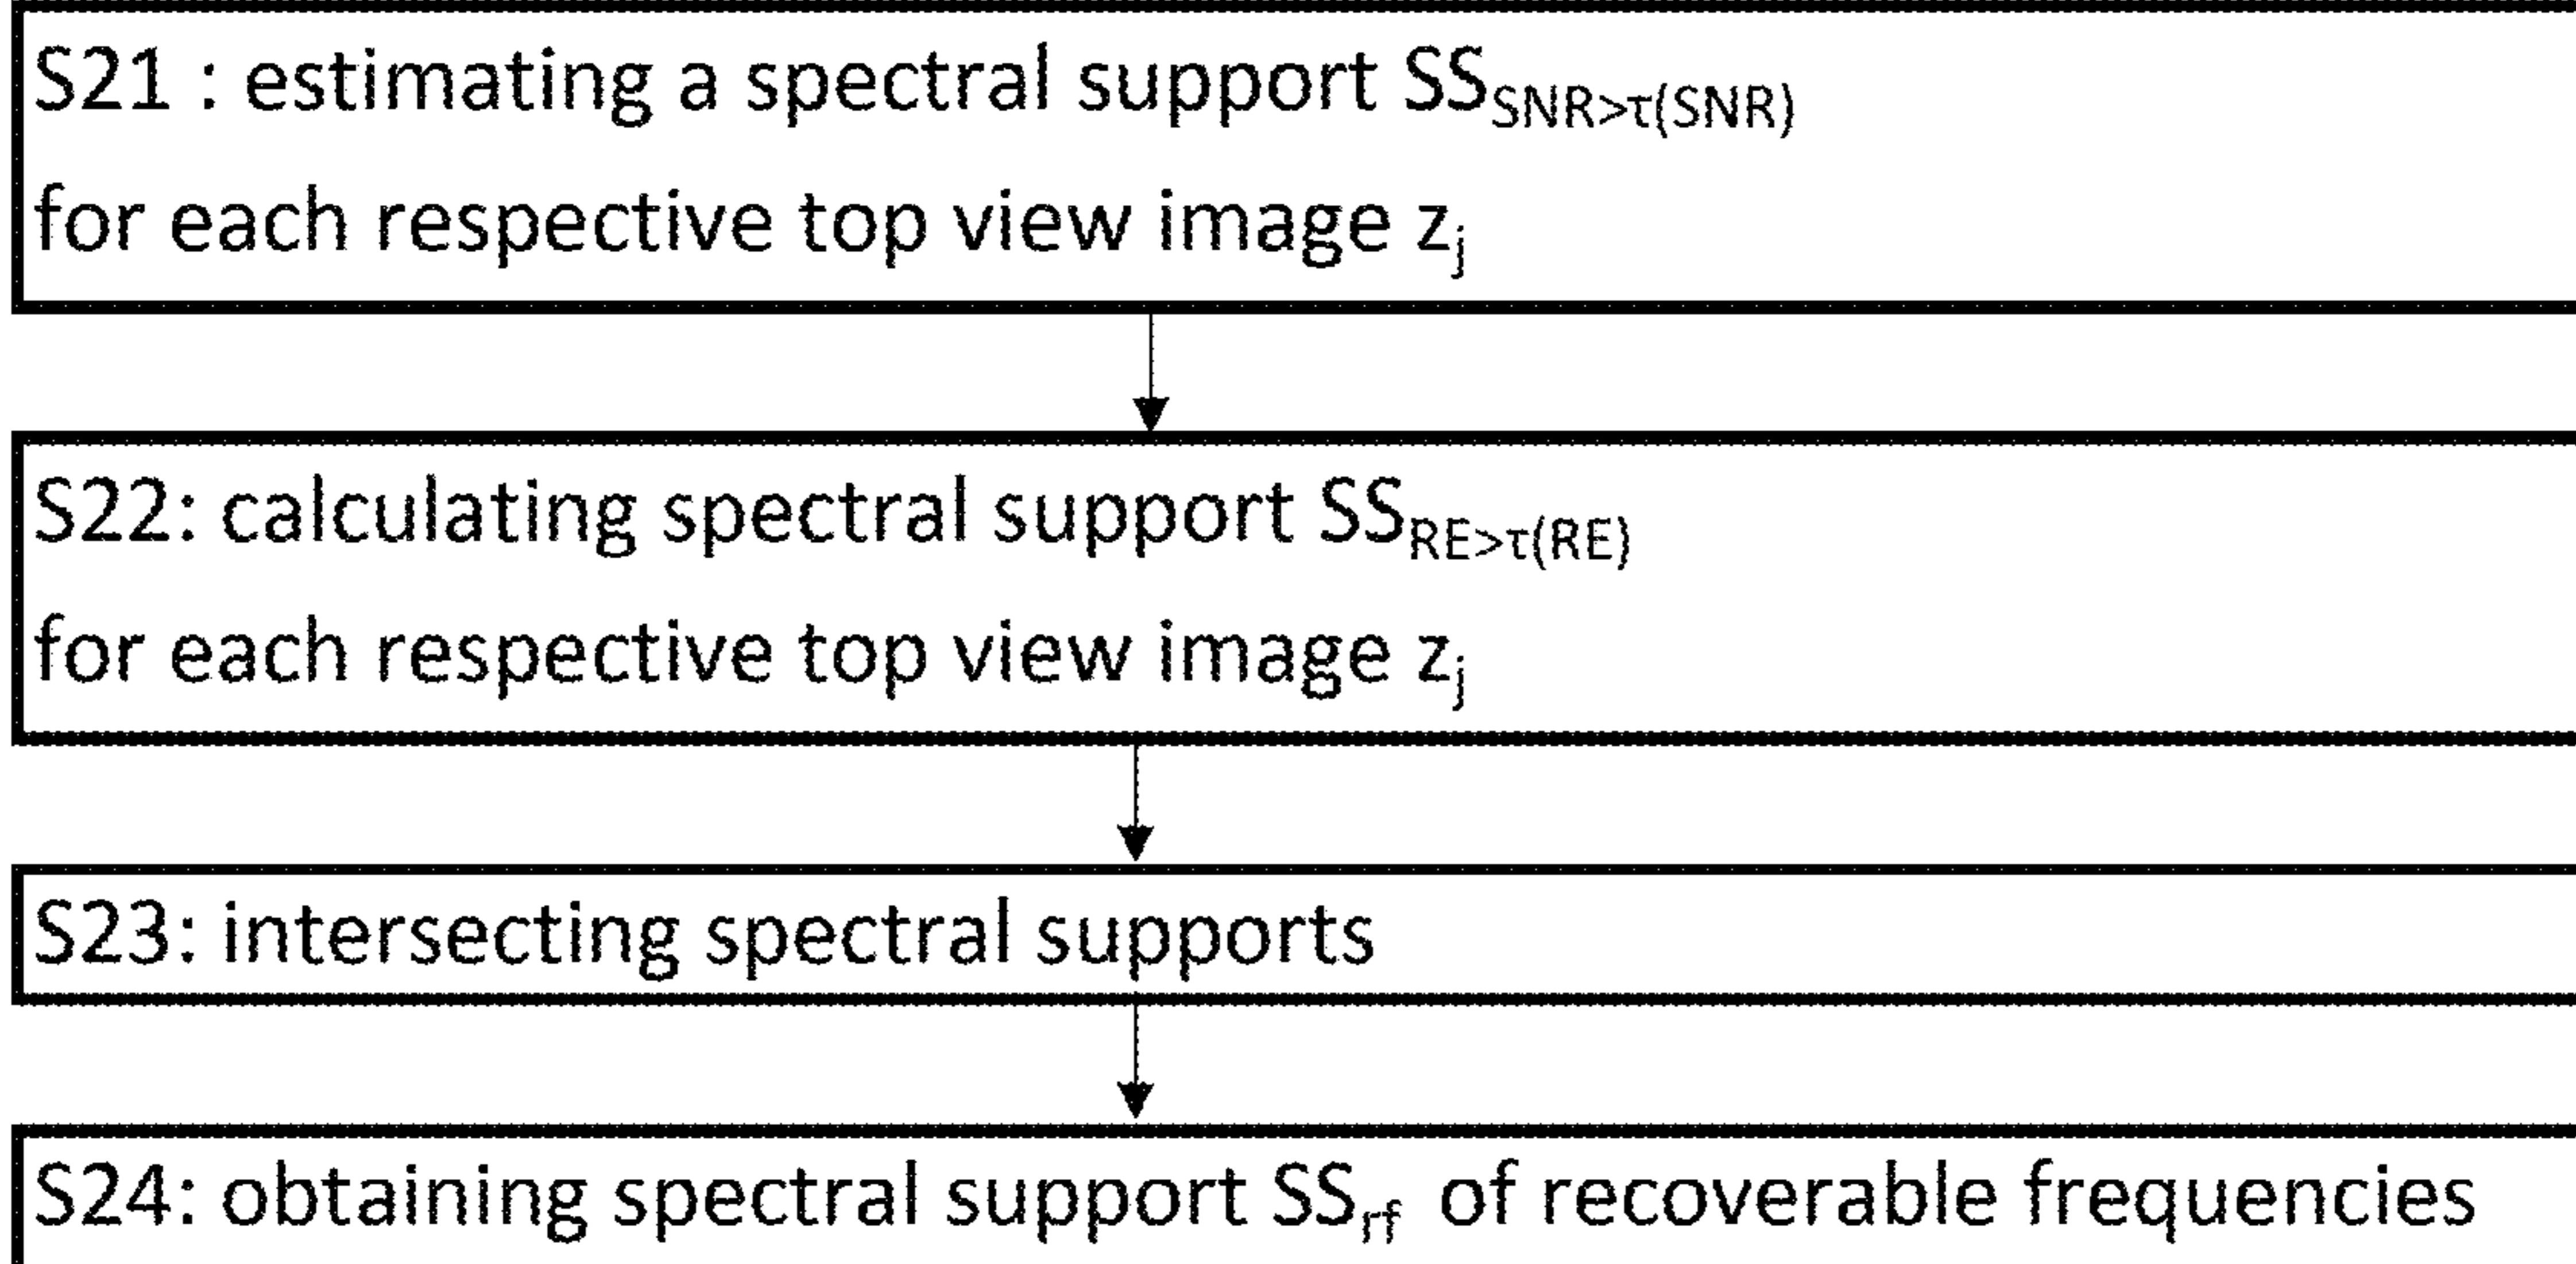 S21 : estimating a spectral support SS_SNR>τ(SNR)
for each respective top view image z_j
S22: calculating spectral support SS_RE>τ(RE)
for each respective top view image z_j
S23: intersecting spectral supports
S24: obtaining spectral support SS_rf of recoverable frequencies